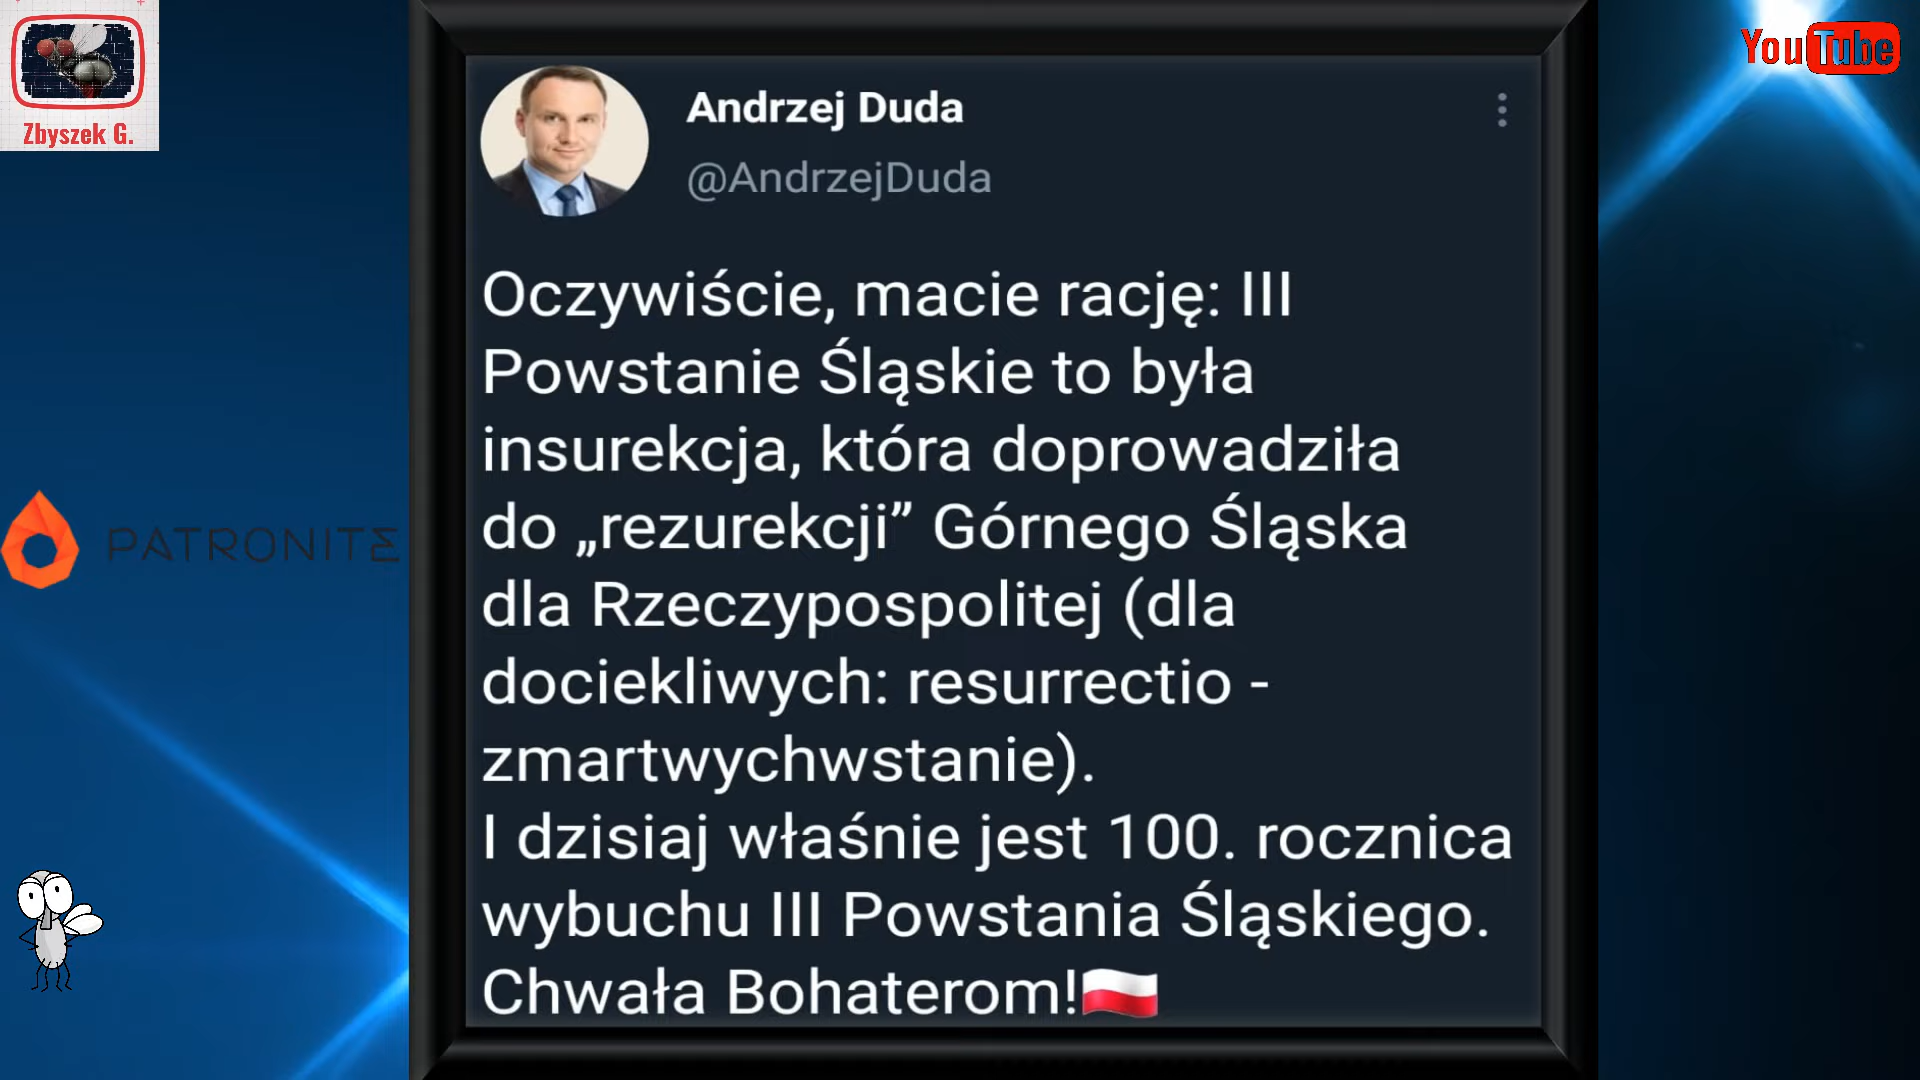 Zbyszek G.
YouTube
Andrzej Duda
@AndrzejDuda
Oczywiście, macie rację: III
Powstanie Śląskie to była
insurekcja, która doprowadziła
do „rezurekcji” Górnego Śląska
dla Rzeczypospolitej (dla
dociekliwych: resurrectio -
zmartwychwstanie).
I dzisiaj właśnie jest 100. rocznica
wybuchu III Powstania Śląskiego.
Chwała Bohaterom!🇵🇱
PATRONITE